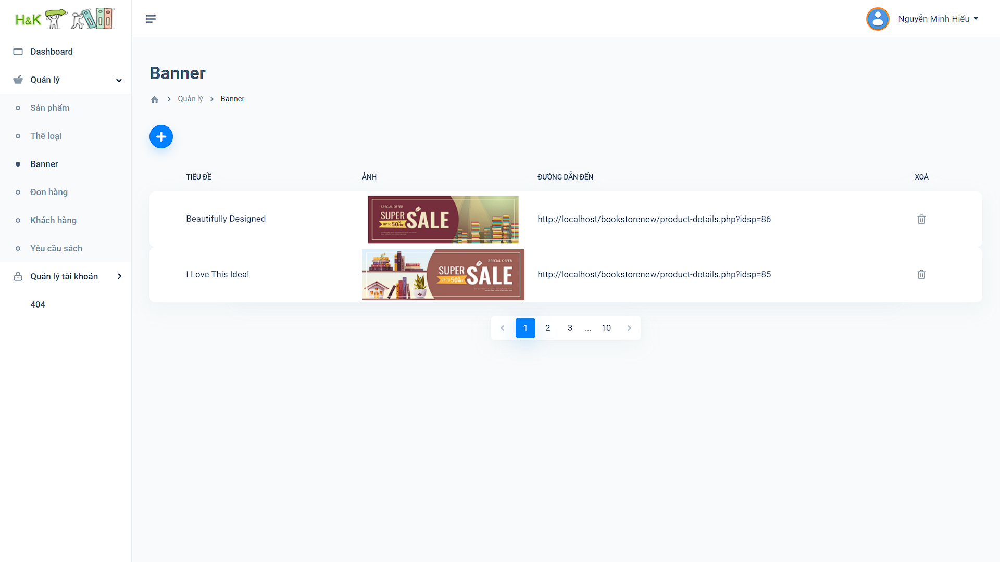 H&K
Nguyễn Minh Hiếu
Dashboard
Quản lý
Sản phẩm
Thể loại
Banner
Đơn hàng
Khách hàng
Yêu cầu sách
Quản lý tài khoản
404
Banner
Quản lý
Banner
TIÊU ĐỀ
ẢNH
ĐƯỜNG DẪN ĐẾN
XOÁ
Beautifully Designed
SPECIAL OFFER
SUPER SALE
UP TO 50% OFF
http://localhost/bookstorenew/product-details.php?idsp=86
I Love This Idea!
SPECIAL OFFER
SUPER SALE
UP TO 50% OFF
http://localhost/bookstorenew/product-details.php?idsp=85
1 2 3 ... 10